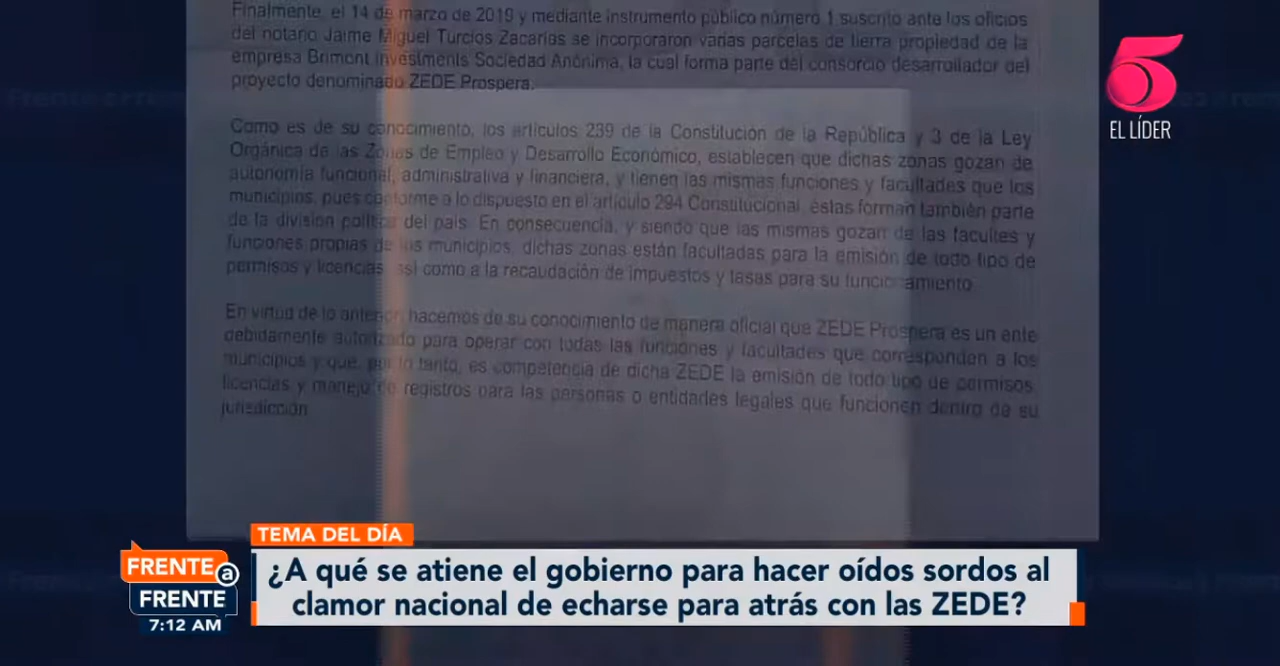 Finalmente, el 14 de marzo de 2019 y mediante instrumento público número 1 suscrito ante los oficios
del notario Jaime Miguel Turcios Zacarías se incorporaron varias parcelas de tierra propiedad de la
empresa Brimont Investments Sociedad Anónima, la cual forma parte del consorcio desarrollador del
proyecto denominado ZEDE Prospera.
5
EL LÍDER
Como es de su conocimiento, los artículos 239 de la Constitución de la República y 3 de la Ley
Orgánica de las Zonas de Empleo y Desarrollo Económico, establecen que dichas zonas gozan de
autonomía funcional, administrativa y financiera, y tienen las mismas funciones y facultades que los
municipios, pues conforme a lo dispuesto en el artículo 294 Constitucional, éstas forman también parte
de la división política del país. En consecuencia, y siendo que las mismas gozan de las facultes y
funciones propias de los municipios, dichas zonas están facultadas para la emisión de todo tipo de
permisos y licencias, así como a la recaudación de impuestos y tasas para su funcionamiento.
En virtud de lo anterior, hacemos de su conocimiento de manera oficial que ZEDE Prospera es un ente
debidamente autorizado para operar con todas las funciones y facultades que corresponden a los
municipios y que, por lo tanto, es competencia de dicha ZEDE la emisión de todo tipo de permisos,
licencias y manejo de registros para las personas o entidades legales que funcionen dentro de su
jurisdicción.
TEMA DEL DÍA
FRENTE a
FRENTE
7:12 AM
¿A qué se atiene el gobierno para hacer oídos sordos al
clamor nacional de echarse para atrás con las ZEDE?